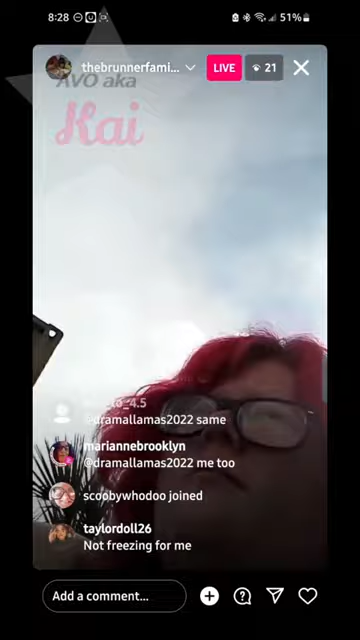 8:28
51%
thebrunnerfami...
LIVE
21
AVO aka
Kai
@dramallamas2022 same
mariannebrooklyn
@dramallamas2022 me too
scoobywhodoo joined
taylordoll26
Not freezing for me
Add a comment...